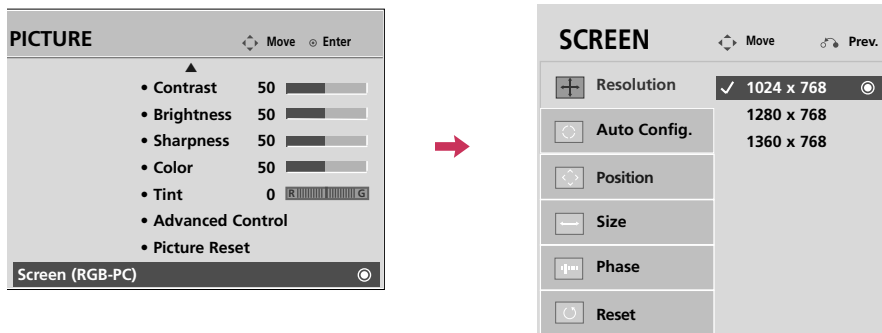 PICTURE Move Enter
• Contrast 50
• Brightness 50
• Sharpness 50
• Color 50
• Tint 0 R G
• Advanced Control
• Picture Reset
Screen (RGB-PC)
SCREEN Move Prev.
Resolution
Auto Config.
Position
Size
Phase
Reset
1024 x 768
1280 x 768
1360 x 768